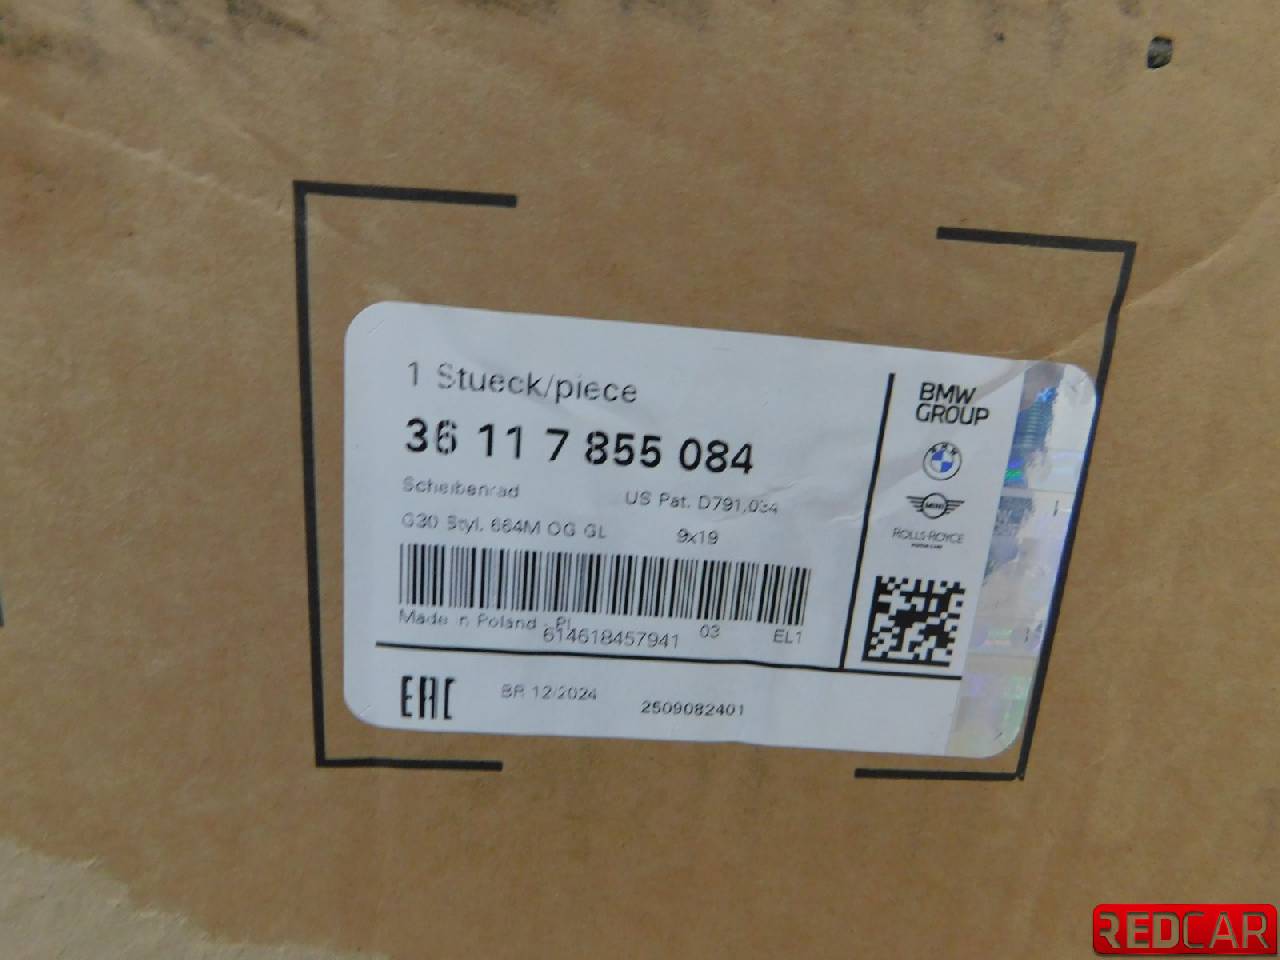 1 Stueck/piece
36 11 7 855 084
Scheibenrad US Pat. D791,034
G30 Styl. 664M OG GL 9x19
Made in Poland - PL
614618457941 03 EL1
EAC BR 12/2024 2509082401
BMW
GROUP
MINI
ROLLS-ROYCE
REDCAR